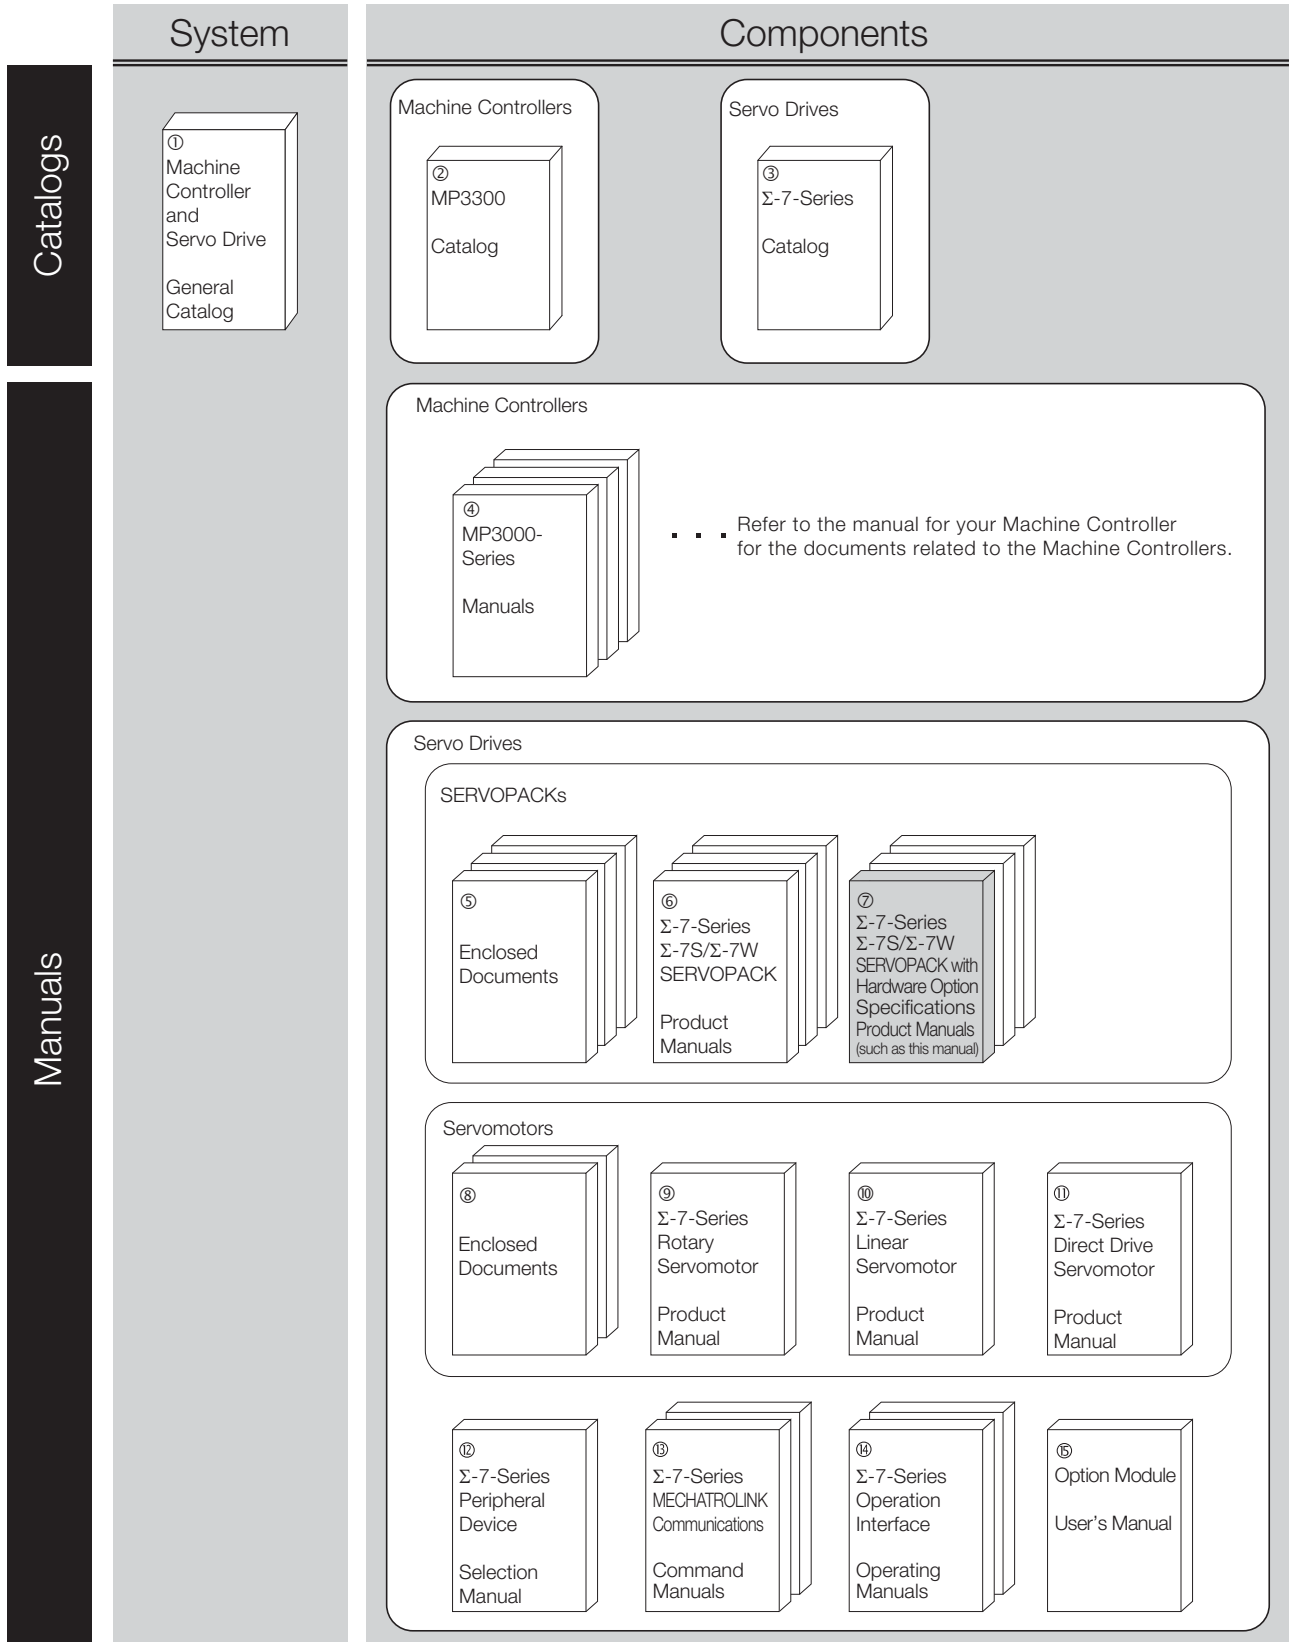 System
Components
Catalogs
①
Machine
Controller
and
Servo Drive
General
Catalog
Machine Controllers
②
MP3300
Catalog
Servo Drives
③
Σ-7-Series
Catalog
Manuals
Machine Controllers
④
MP3000-
Series
Manuals
Refer to the manual for your Machine Controller
for the documents related to the Machine Controllers.
Servo Drives
SERVOPACKs
⑤
Enclosed
Documents
⑥
Σ-7-Series
Σ-7S/Σ-7W
SERVOPACK
Product
Manuals
⑦
Σ-7-Series
Σ-7S/Σ-7W
SERVOPACK with
Hardware Option
Specifications
Product Manuals
(such as this manual)
Servomotors
⑧
Enclosed
Documents
⑨
Σ-7-Series
Rotary
Servomotor
Product
Manual
⑩
Σ-7-Series
Linear
Servomotor
Product
Manual
⑪
Σ-7-Series
Direct Drive
Servomotor
Product
Manual
⑫
Σ-7-Series
Peripheral
Device
Selection
Manual
⑬
Σ-7-Series
MECHATROLINK
Communications
Command
Manuals
⑭
Σ-7-Series
Operation
Interface
Operating
Manuals
⑮
Option Module
User's Manual